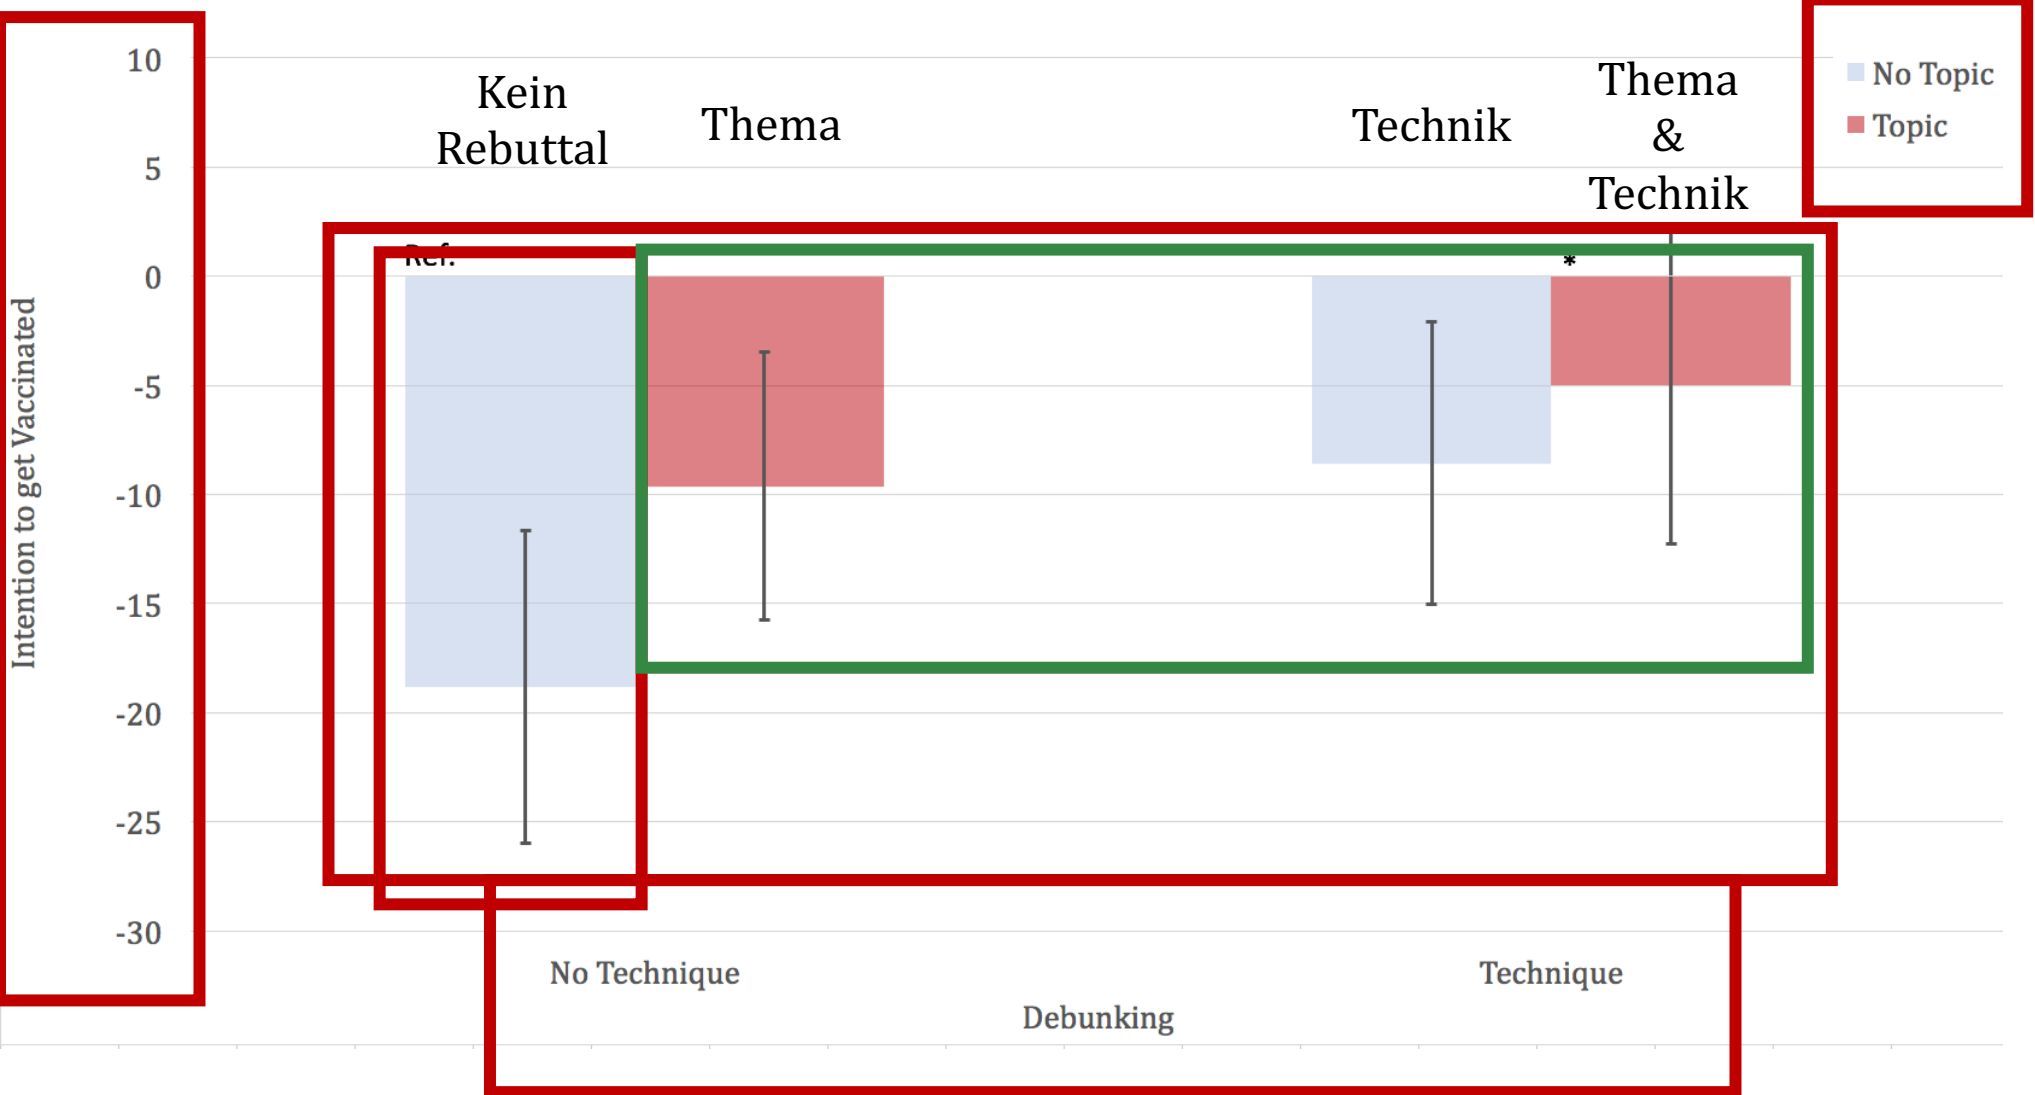 Kein
Rebuttal
Thema
Technik
Thema
&
Technik
No Topic
Topic
10
5
0
-5
-10
-15
-20
-25
-30
Intention to get Vaccinated
Ref.
*
No Technique
Technique
Debunking